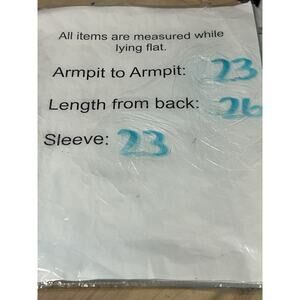 All items are measured while
lying flat.
Armpit to Armpit: 23
Length from back: 26
Sleeve: 23